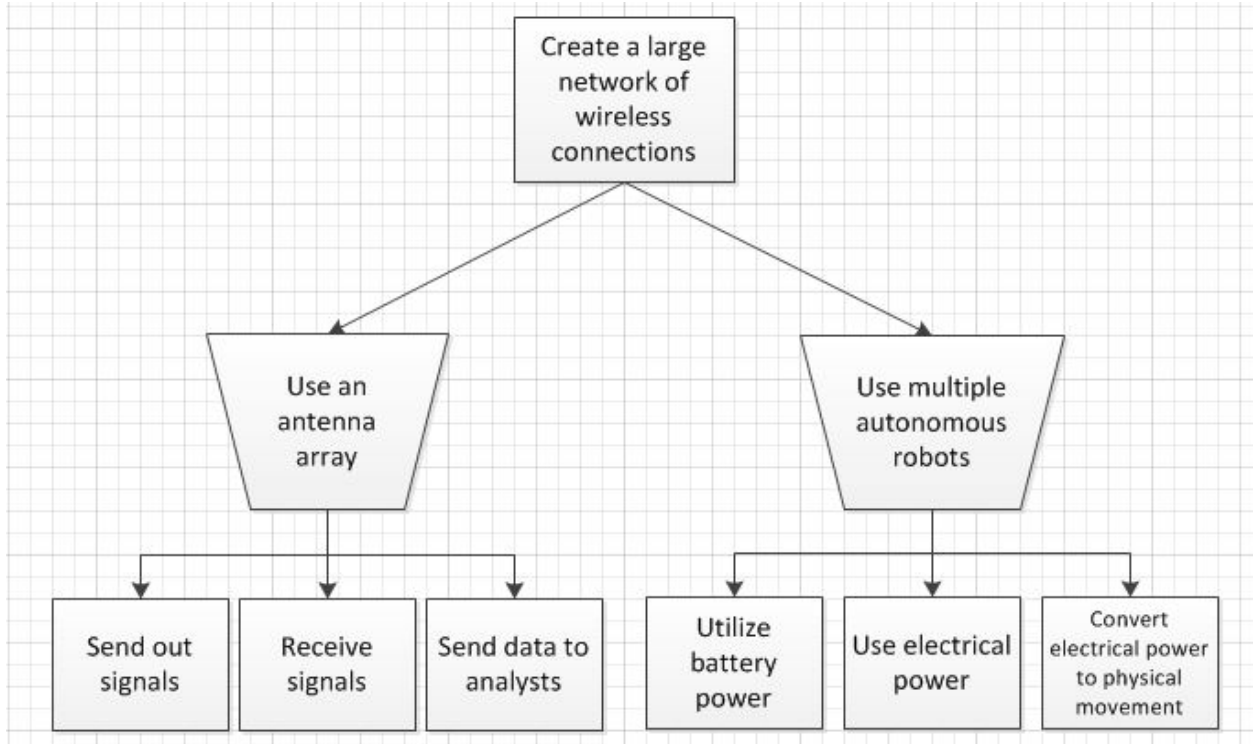 Create a large
network of
wireless
connections
Use an
antenna
array
Use multiple
autonomous
robots
Send out
signals
Receive
signals
Send data to
analysts
Utilize
battery
power
Use electrical
power
Convert
electrical power
to physical
movement